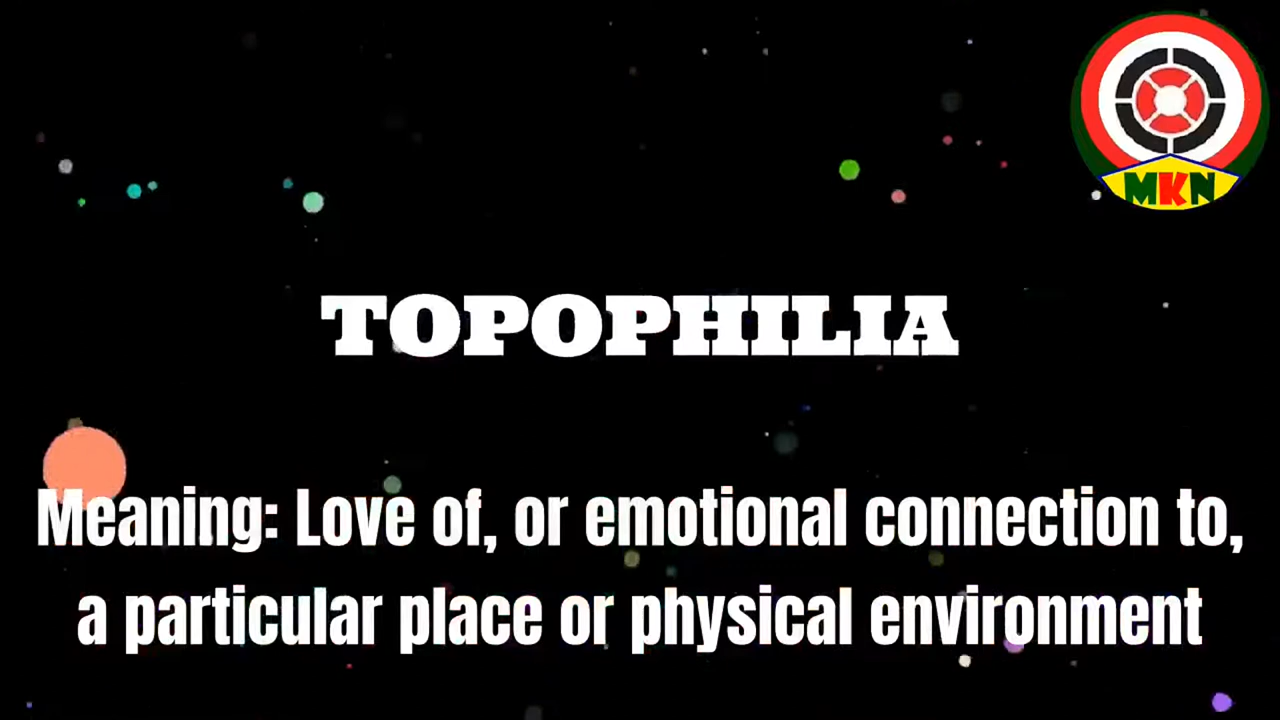 MKN
TOPOPHILIA
Meaning: Love of, or emotional connection to,
a particular place or physical environment